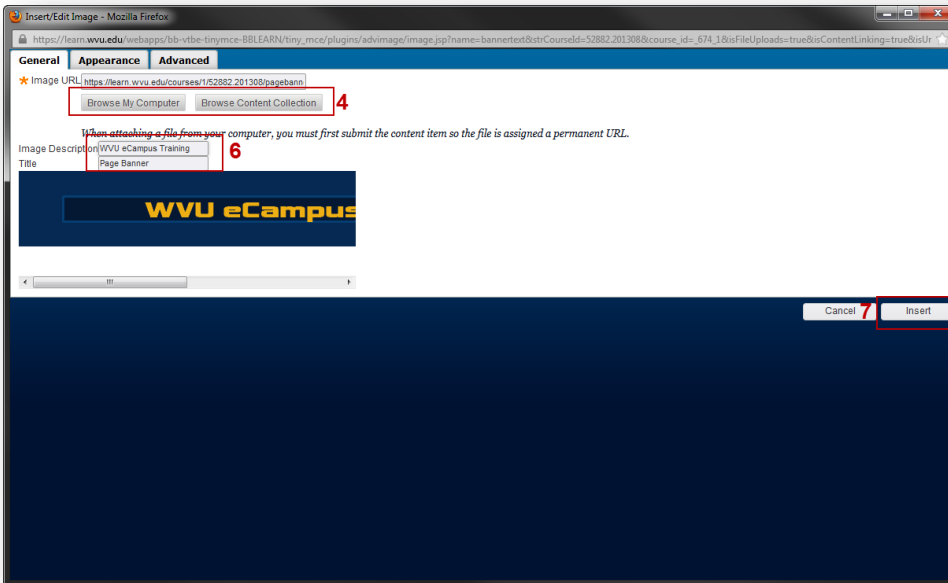 Insert/Edit Image - Mozilla Firefox
https://learn.wvu.edu/webapps/bb-vtbe-tinymce-BBLEARN/tiny_mce/plugins/advimage/image.jsp?name=bannertext&strCourseId=52882.201308&course_id=_674_1&isFileUploads=true&isContentLinking=true&isUr
General Appearance Advanced
Image URL https://learn.wvu.edu/courses/1/52882.201308/pagebann
Browse My Computer Browse Content Collection 4
When attaching a file from your computer, you must first submit the content item so the file is assigned a permanent URL.
Image Description WVU eCampus Training 6
Title Page Banner
WVU eCampus
Cancel 7 Insert